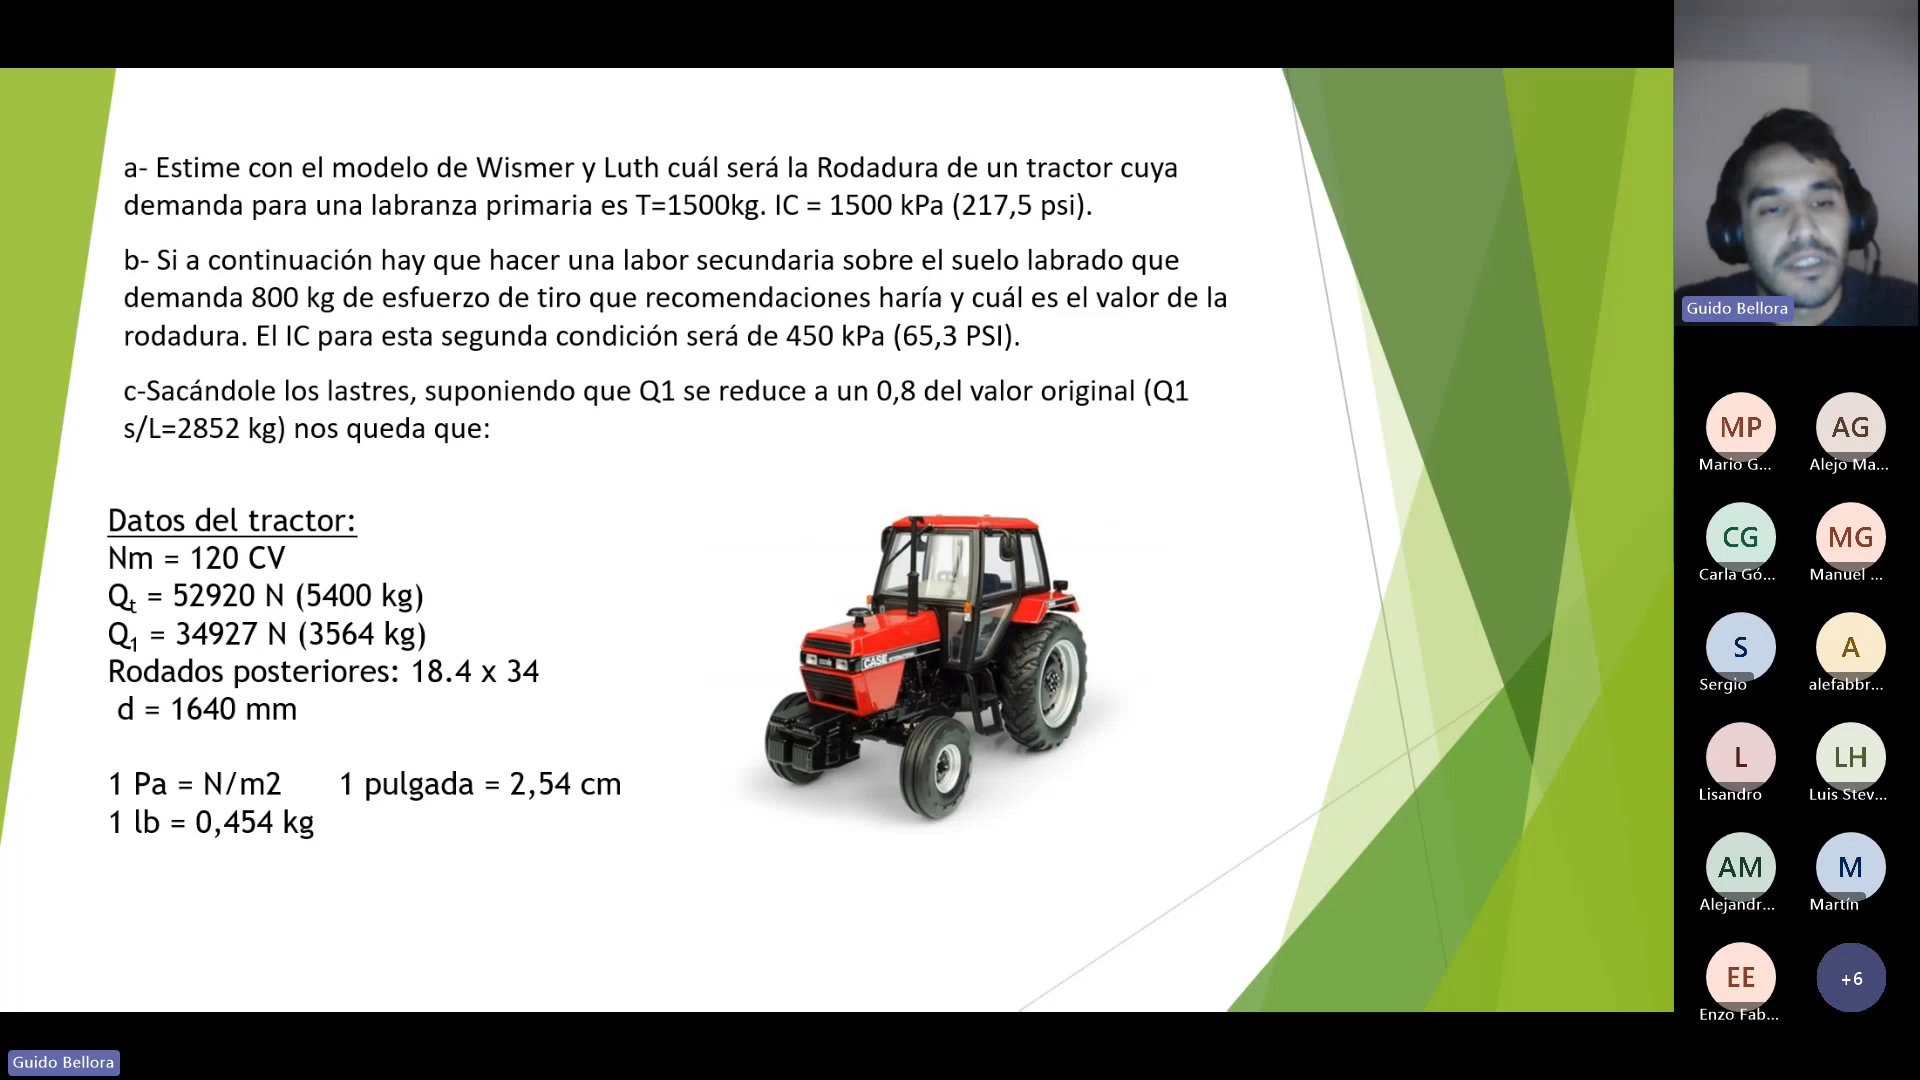 a- Estime con el modelo de Wismer y Luth cuál será la Rodadura de un tractor cuya
demanda para una labranza primaria es T=1500kg. IC = 1500 kPa (217,5 psi).
b- Si a continuación hay que hacer una labor secundaria sobre el suelo labrado que
demanda 800 kg de esfuerzo de tiro que recomendaciones haría y cuál es el valor de la
rodadura. El IC para esta segunda condición será de 450 kPa (65,3 PSI).
c-Sacándole los lastres, suponiendo que Q1 se reduce a un 0,8 del valor original (Q1
s/L=2852 kg) nos queda que:
Datos del tractor:
Nm = 120 CV
Qt = 52920 N (5400 kg)
Q1 = 34927 N (3564 kg)
Rodados posteriores: 18.4 x 34
d = 1640 mm
1 Pa = N/m2 1 pulgada = 2,54 cm
1 lb = 0,454 kg
CASE
Guido Bellora
MP
Mario G...
AG
Alejo Ma...
CG
Carla Gó...
MG
Manuel ...
S
Sergio
A
alefabbr...
L
Lisandro
LH
Luis Stev...
AM
Alejandr...
M
Martín
EE
Enzo Fab...
+6
Guido Bellora